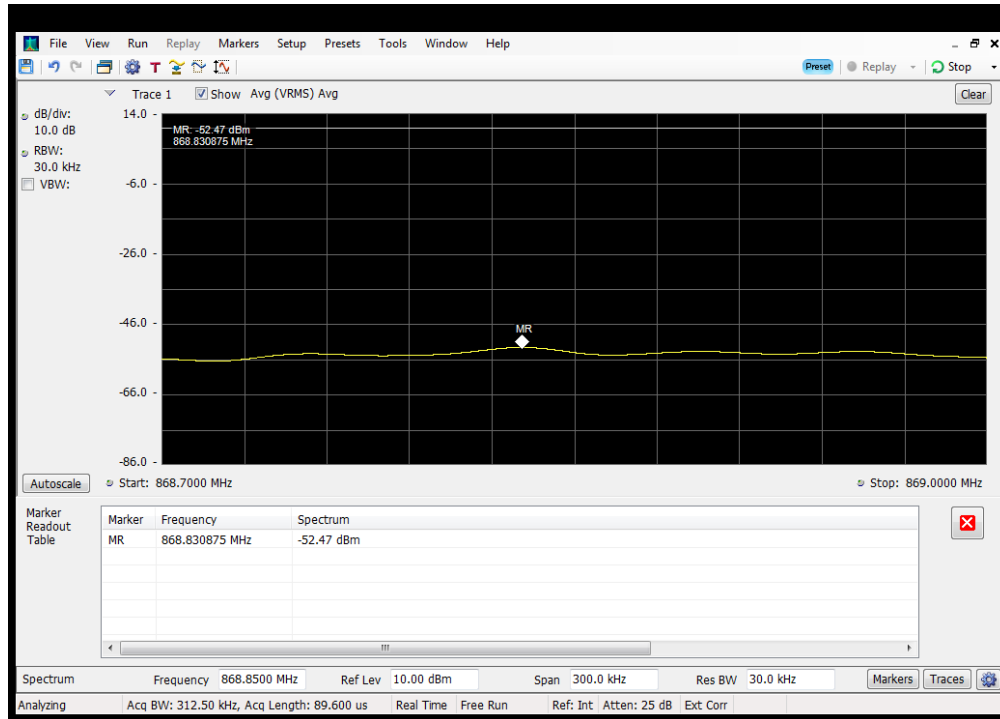 File View Run Replay Markers Setup Presets Tools Window Help
T Preset Replay Stop
Trace 1 Show Avg (VRMS) Avg Clear
dB/div:
10.0 dB
RBW:
30.0 kHz
VBW:
14.0 -
-6.0 -
-26.0 -
-46.0 -
-66.0 -
-86.0 -
MR: -52.47 dBm
868.830875 MHz
MR
Autoscale Start: 868.7000 MHz Stop: 869.0000 MHz
Marker
Readout
Table
Marker Frequency Spectrum
MR 868.830875 MHz -52.47 dBm
Spectrum Frequency 868.8500 MHz Ref Lev 10.00 dBm Span 300.0 kHz Res BW 30.0 kHz Markers Traces
Analyzing Acq BW: 312.50 kHz, Acq Length: 89.600 us Real Time Free Run Ref: Int Atten: 25 dB Ext Corr